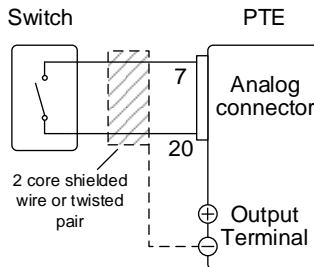 Switch
PTE
7
Analog
connector
20
2 core shielded
wire or twisted
pair
+
Output
Terminal
−